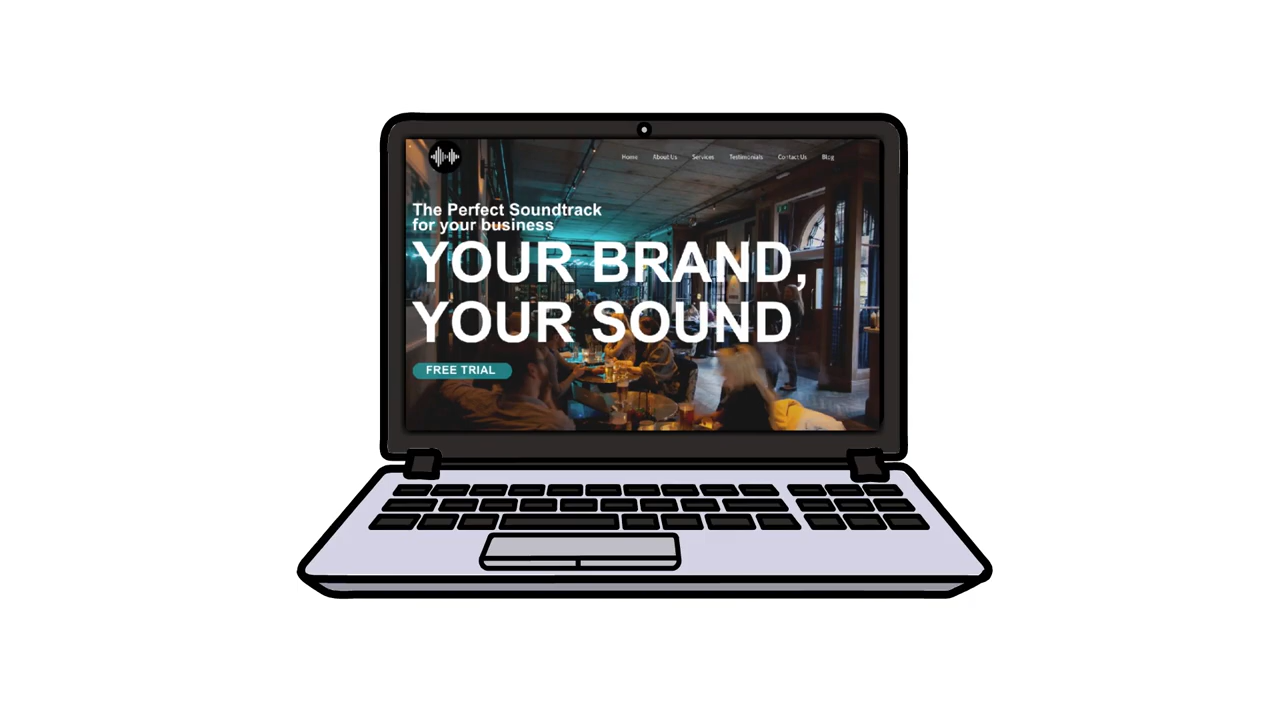 Home About Us Services Testimonials Contact Us Blog
The Perfect Soundtrack
for your business
YOUR BRAND,
YOUR SOUND
FREE TRIAL